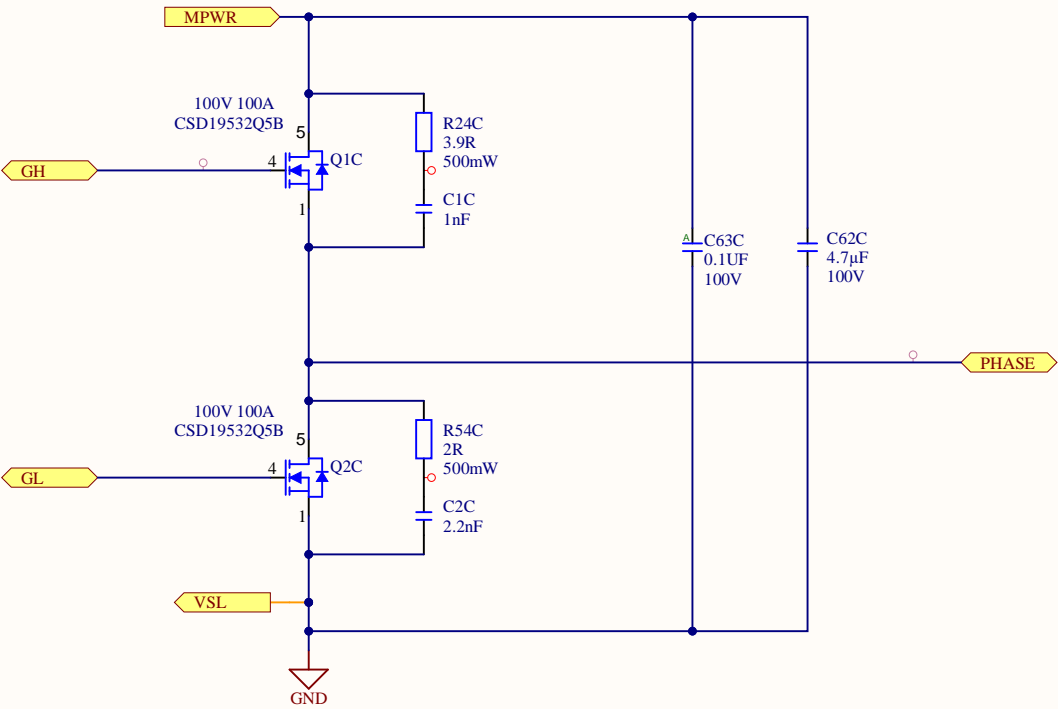 MPWR
100V 100A
CSD19532Q5B
5
4
Q1C
1
GH
R24C
3.9R
500mW
C1C
1nF
A
C63C
0.1UF
100V
C62C
4.7µF
100V
PHASE
100V 100A
CSD19532Q5B
5
4
Q2C
1
GL
R54C
2R
500mW
C2C
2.2nF
VSL
GND